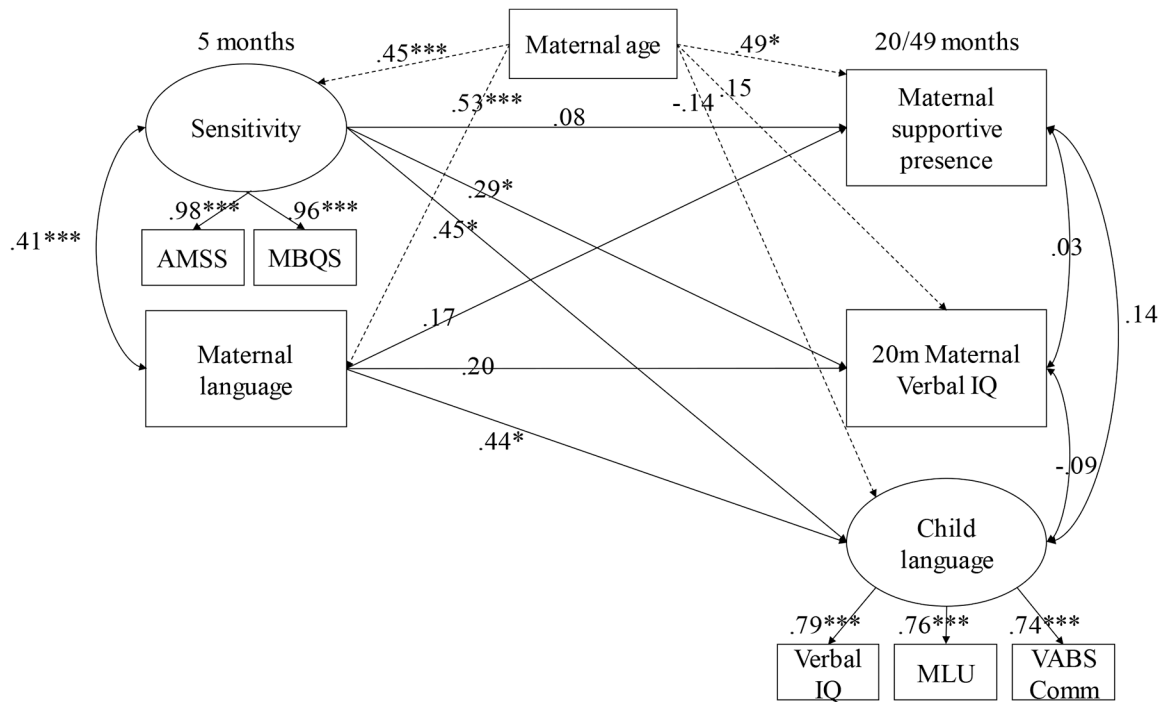 Maternal age
5 months
20/49 months
.45***
.49*
.15
Sensitivity
.53***
.08
-.14
Maternal
supportive
presence
.98***
.96***
.29*
.45*
.41***
AMSS
MBQS
.03
.14
.17
Maternal
language
.20
20m Maternal
Verbal IQ
.44*
-.09
Child
language
.79***
.76***
.74***
Verbal
IQ
MLU
VABS
Comm